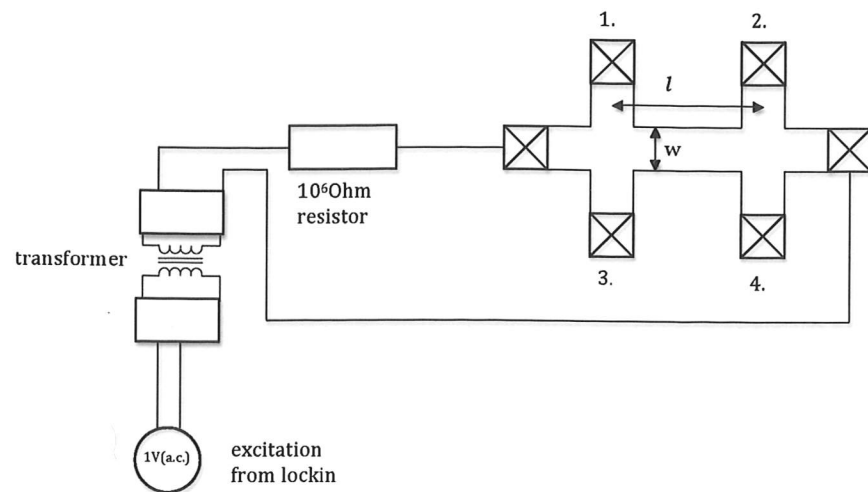 1.
2.
l
w
10⁶Ohm
resistor
transformer
3.
4.
1V(a.c.)
excitation
from lockin